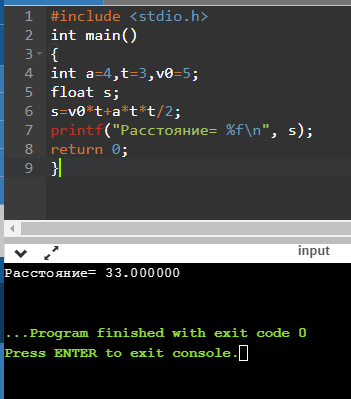 1 #include <stdio.h>
2 int main()
3 {
4 int a=4,t=3,v0=5;
5 float s;
6 s=v0*t+a*t*t/2;
7 printf("Расстояние= %f\n", s);
8 return 0;
9 }
input
Расстояние= 33.000000
...Program finished with exit code 0
Press ENTER to exit console.